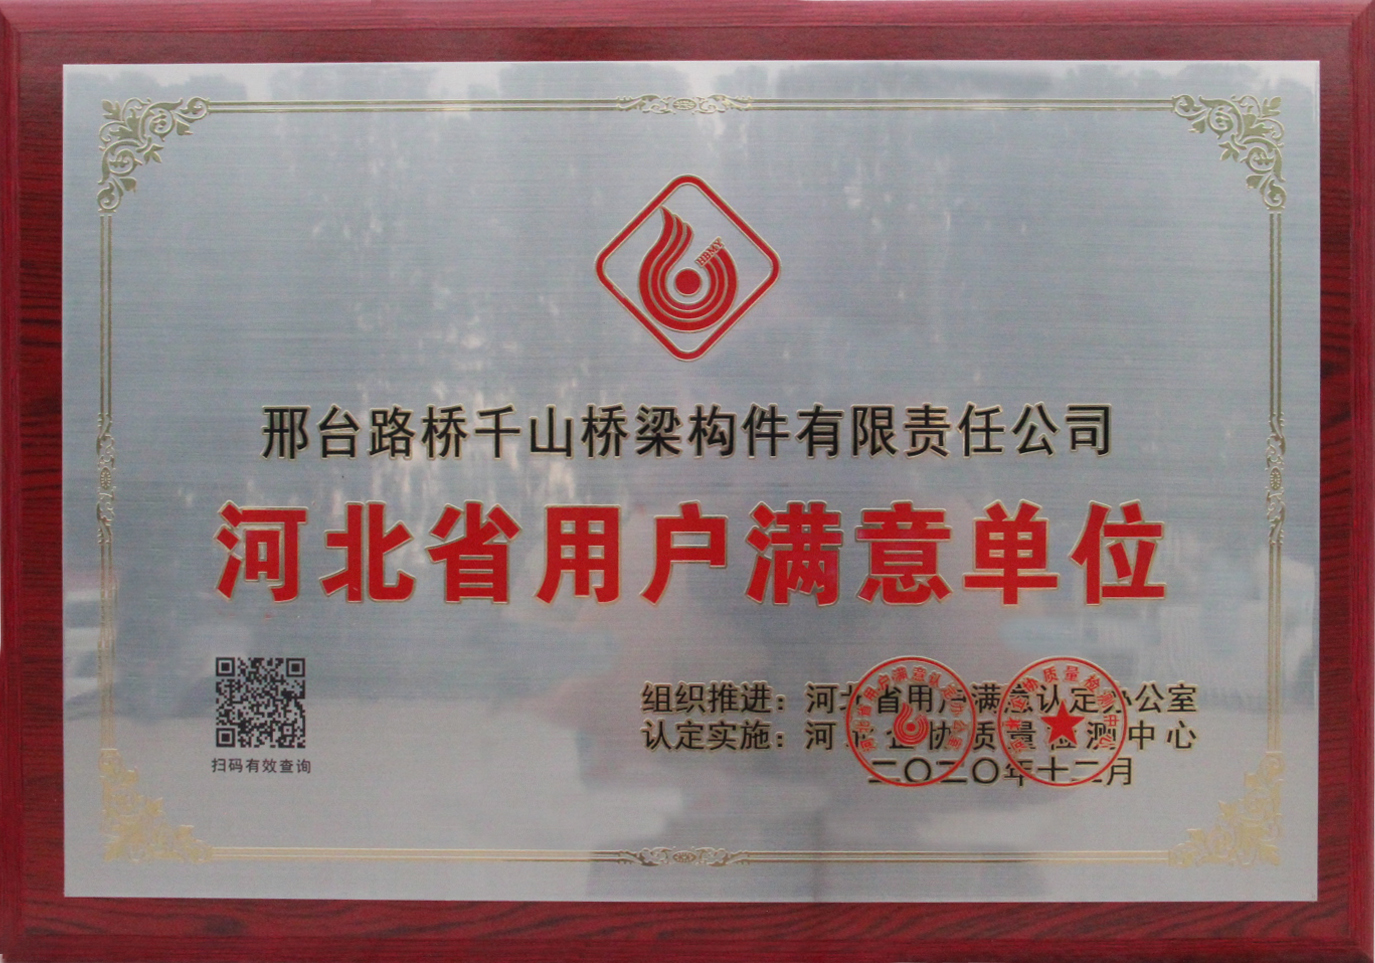 HBMY
邢台路桥千山桥梁构件有限责任公司
河北省用户满意单位
组织推进：河北省用户满意认定办公室
认定实施：河北企协质量检测中心
二〇二〇年十二月
扫码有效查询